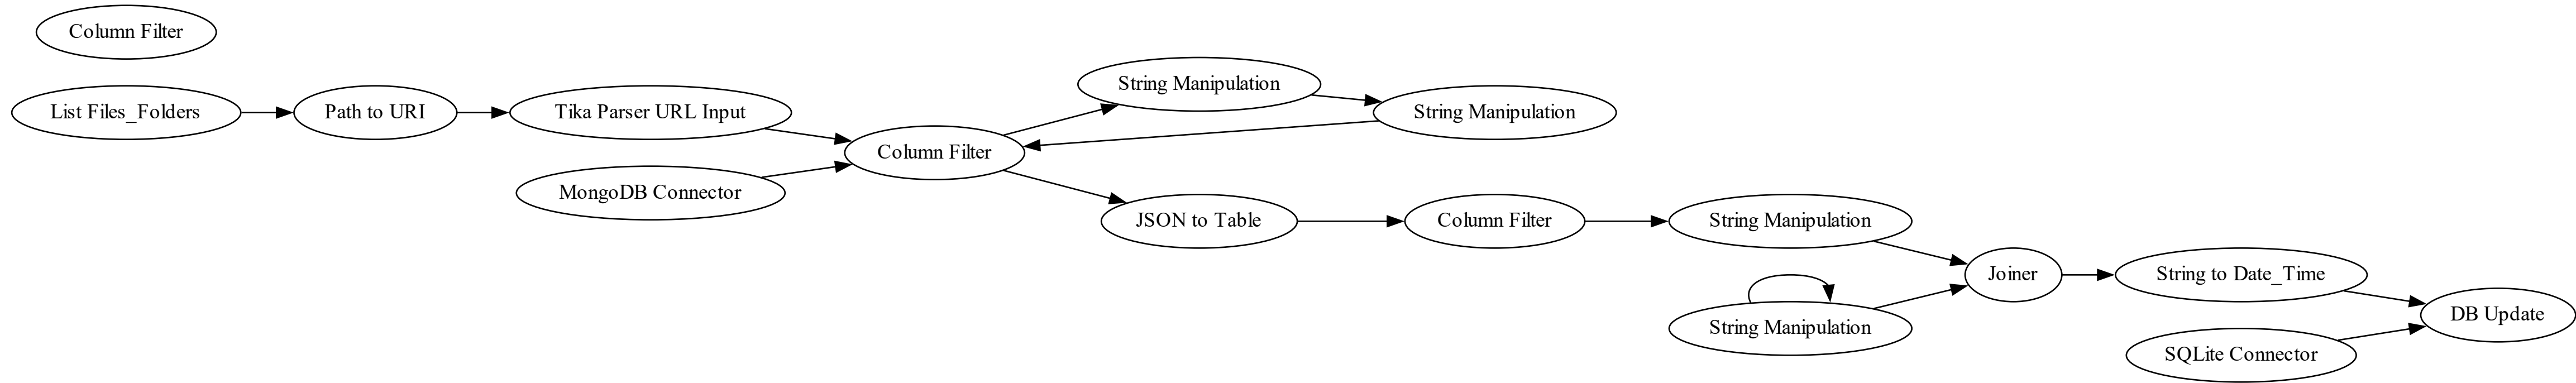 Column Filter
List Files_Folders
Path to URI
Tika Parser URL Input
MongoDB Connector
Column Filter
String Manipulation
String Manipulation
JSON to Table
Column Filter
String Manipulation
String Manipulation
Joiner
String to Date_Time
SQLite Connector
DB Update